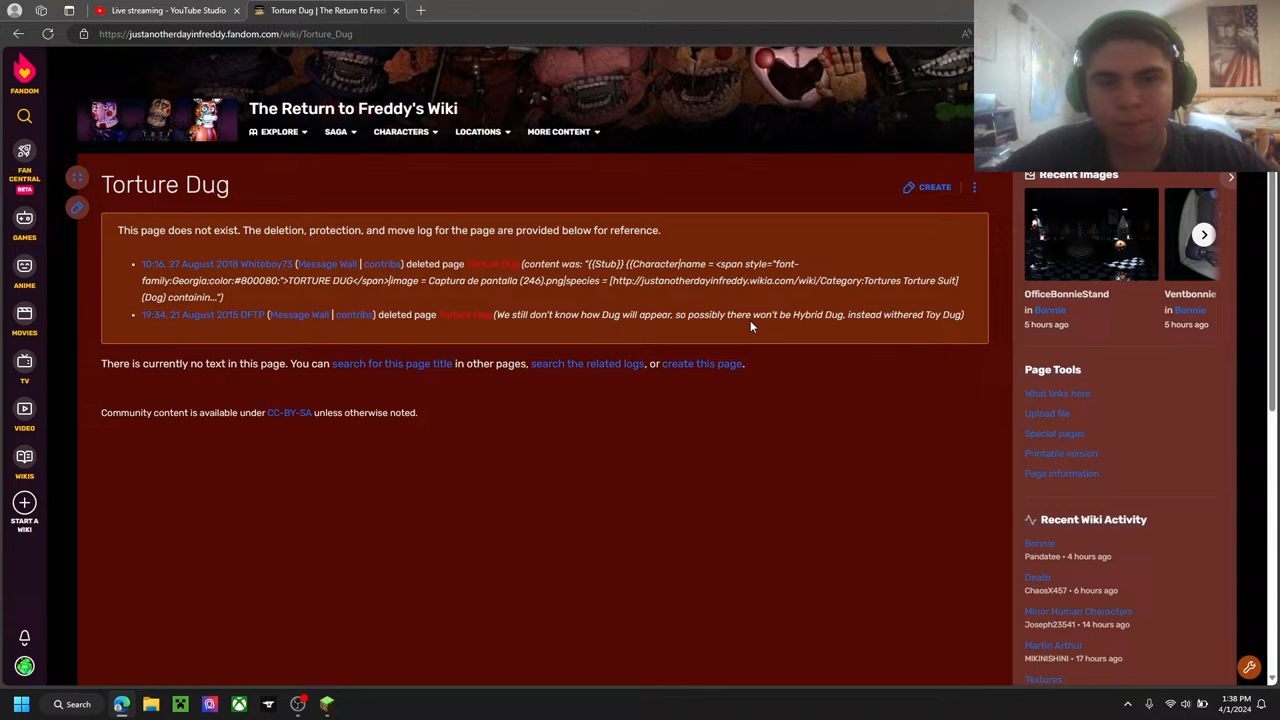 Live streaming - YouTube Studio
Torture Dug | The Return to Fred
https://justanotherdayinfreddy.fandom.com/wiki/Torture_Dug
FANDOM
FAN
CENTRAL
BETA
GAMES
ANIME
MOVIES
TV
VIDEO
WIKIS
START A
WIKI
The Return to Freddy's Wiki
EXPLORE
SAGA
CHARACTERS
LOCATIONS
MORE CONTENT
Torture Dug
CREATE
This page does not exist. The deletion, protection, and move log for the page are provided below for reference.
10:16, 27 August 2018 Whiteboy73 (Message Wall | contribs) deleted page Torture Dug (content was: "{{Stub}} {{Character|name = <span style="font-
family:Georgia;color:#800080;">TORTURE DUG</span>|image = Captura de pantalla (246).png|species = [http://justanotherdayinfreddy.wikia.com/wiki/Category:Tortures Torture Suit]
(Dog) containin...")
19:34, 21 August 2015 DFTP (Message Wall | contribs) deleted page Torture Dug (We still don't know how Dug will appear, so possibly there won't be Hybrid Dug, instead withered Toy Dug)
There is currently no text in this page. You can search for this page title in other pages, search the related logs, or create this page.
Community content is available under CC-BY-SA unless otherwise noted.
Recent Images
OfficeBonnieStand
in Bonnie
5 hours ago
Ventbonnie
in Bonnie
5 hours ago
Page Tools
What links here
Upload file
Special pages
Printable version
Page information
Recent Wiki Activity
Bonnie
Pandatee • 4 hours ago
Death
ChaosX457 • 6 hours ago
Minor Human Characters
Joseph23541 • 14 hours ago
Martin Arthur
MIKINISHINI • 17 hours ago
Textures
Search
1:38 PM
4/1/2024